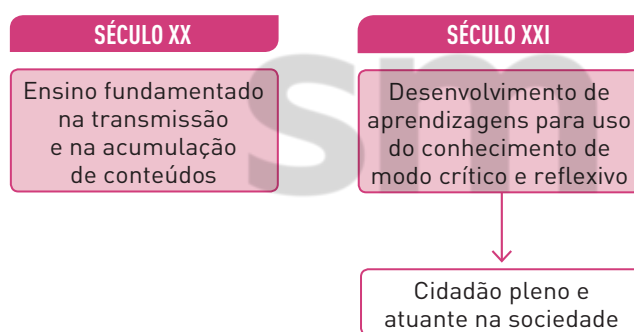 SÉCULO XX
Ensino fundamentado
na transmissão
e na acumulação
de conteúdos
SÉCULO XXI
Desenvolvimento de
aprendizagens para uso
do conhecimento de
modo crítico e reflexivo
Cidadão pleno e
atuante na sociedade
sm